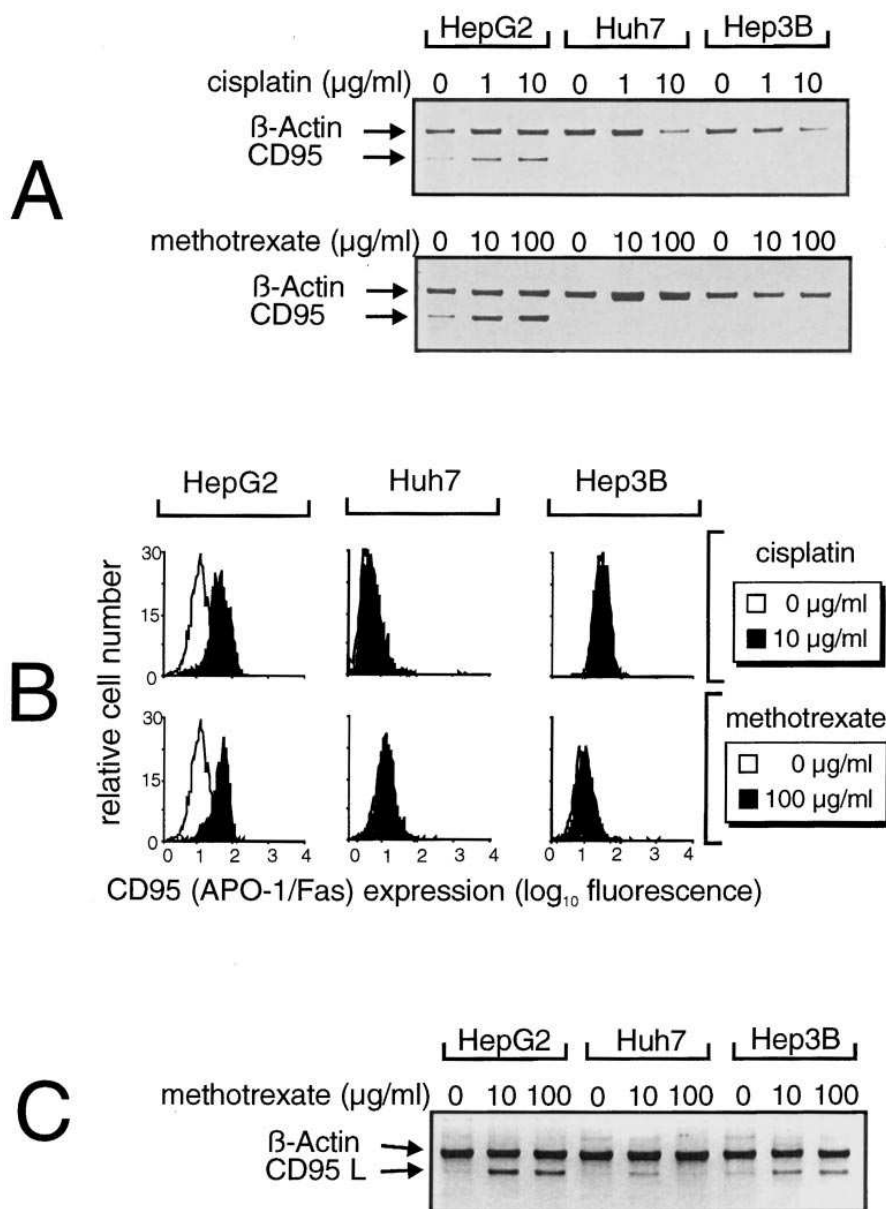 A
HepG2 Huh7 Hep3B
cisplatin (µg/ml) 0 1 10 0 1 10 0 1 10
ß-Actin
CD95
methotrexate (µg/ml) 0 10 100 0 10 100 0 10 100
ß-Actin
CD95
B
HepG2 Huh7 Hep3B
relative cell number
30
15
0
cisplatin
0 µg/ml
10 µg/ml
30
15
0
methotrexate
0 µg/ml
100 µg/ml
0 1 2 3 4 0 1 2 3 4 0 1 2 3 4
CD95 (APO-1/Fas) expression (log₁₀ fluorescence)
C
HepG2 Huh7 Hep3B
methotrexate (µg/ml) 0 10 100 0 10 100 0 10 100
ß-Actin
CD95 L